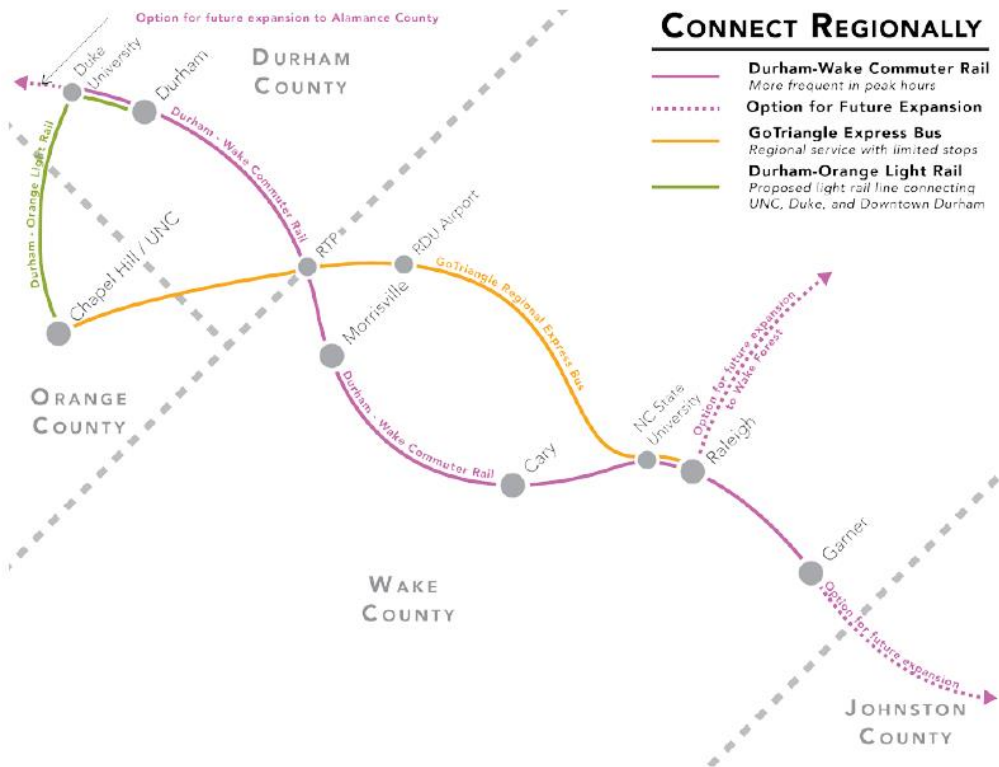 Option for future expansion to Alamance County
CONNECT REGIONALLY
Durham-Wake Commuter Rail
More frequent in peak hours
Option for Future Expansion
GoTriangle Express Bus
Regional service with limited stops
Durham-Orange Light Rail
Proposed light rail line connecting
UNC, Duke, and Downtown Durham
Duke
University
Durham
DURHAM
COUNTY
Durham - Wake Commuter Rail
Durham - Orange Light Rail
Chapel Hill / UNC
RTP
RDU Airport
GoTriangle Regional Express Bus
Morrisville
Option for future expansion
to Wake Forest
ORANGE
COUNTY
Durham - Wake Commuter Rail
Cary
NC State
University
Raleigh
Garner
WAKE
COUNTY
Option for future expansion
JOHNSTON
COUNTY